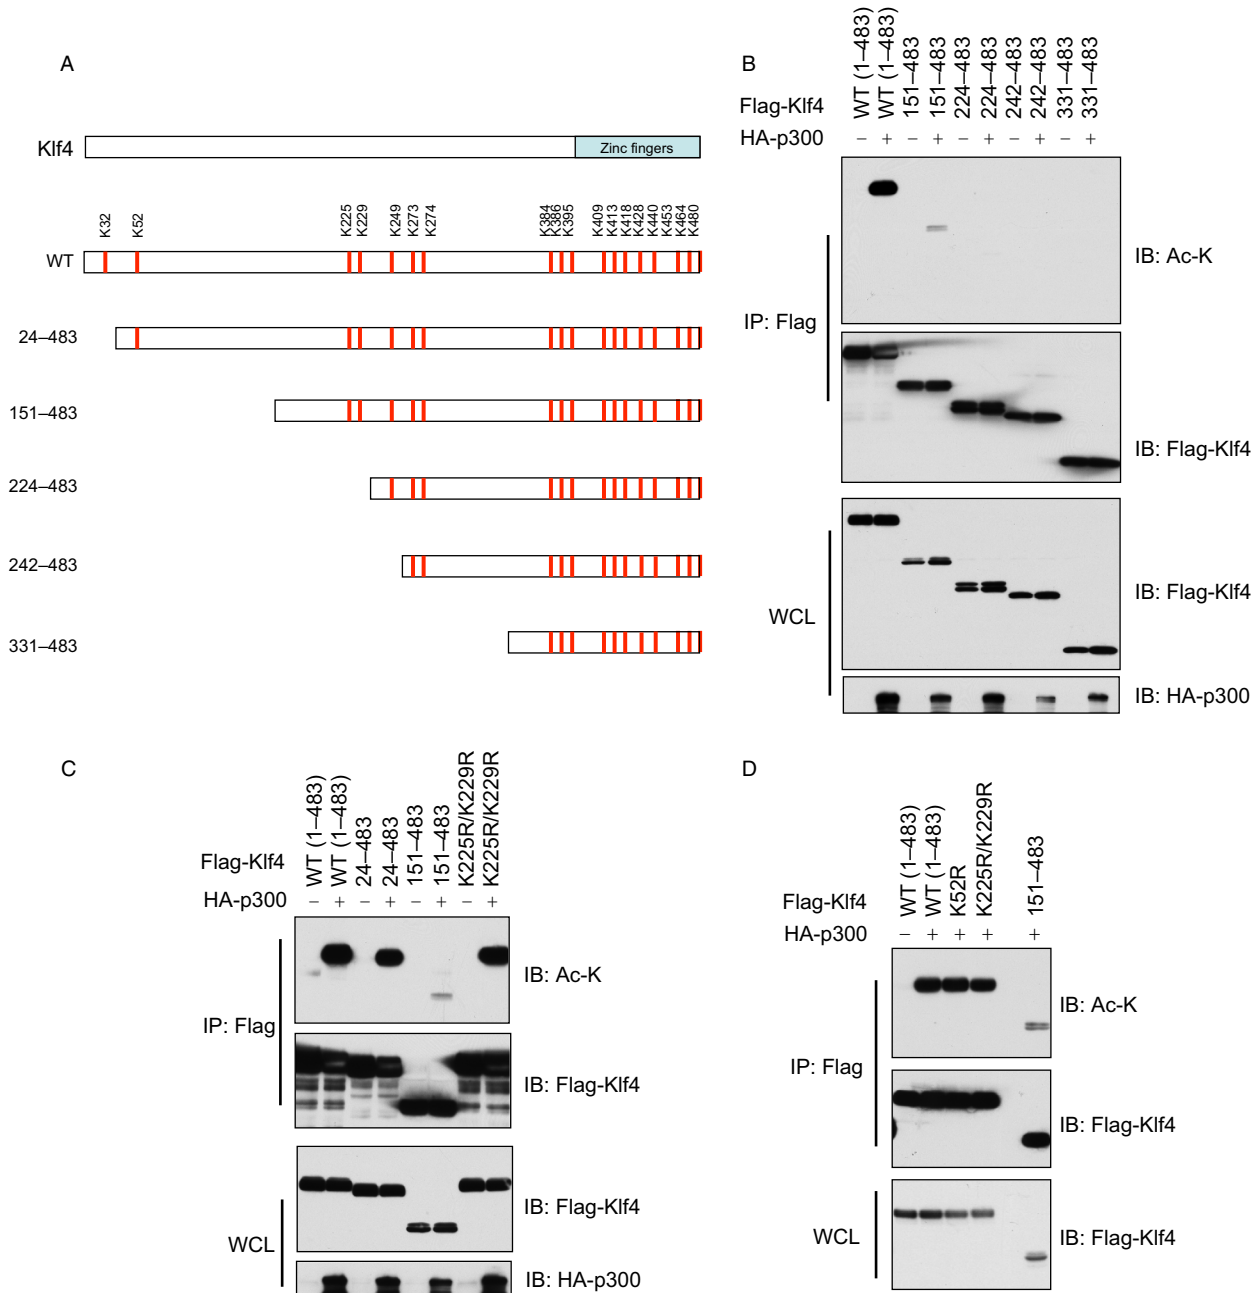 A
Klf4
Zinc fingers
K32
K52
K225
K229
K249
K273
K274
K384
K386
K395
K409
K413
K418
K428
K440
K453
K464
K480
WT
24–483
151–483
224–483
242–483
331–483
B
Flag-Klf4
WT (1–483)
WT (1–483)
151–483
151–483
224–483
224–483
242–483
242–483
331–483
331–483
HA-p300
– + – + – + – + – +
IP: Flag
IB: Ac-K
IB: Flag-Klf4
WCL
IB: Flag-Klf4
IB: HA-p300
C
Flag-Klf4
WT (1–483)
WT (1–483)
24–483
24–483
151–483
151–483
K225R/K229R
K225R/K229R
HA-p300
– + – + – + – +
IP: Flag
IB: Ac-K
IB: Flag-Klf4
WCL
IB: Flag-Klf4
IB: HA-p300
D
Flag-Klf4
WT (1–483)
WT (1–483)
K52R
K225R/K229R
151–483
HA-p300
– + + + +
IP: Flag
IB: Ac-K
IB: Flag-Klf4
WCL
IB: Flag-Klf4